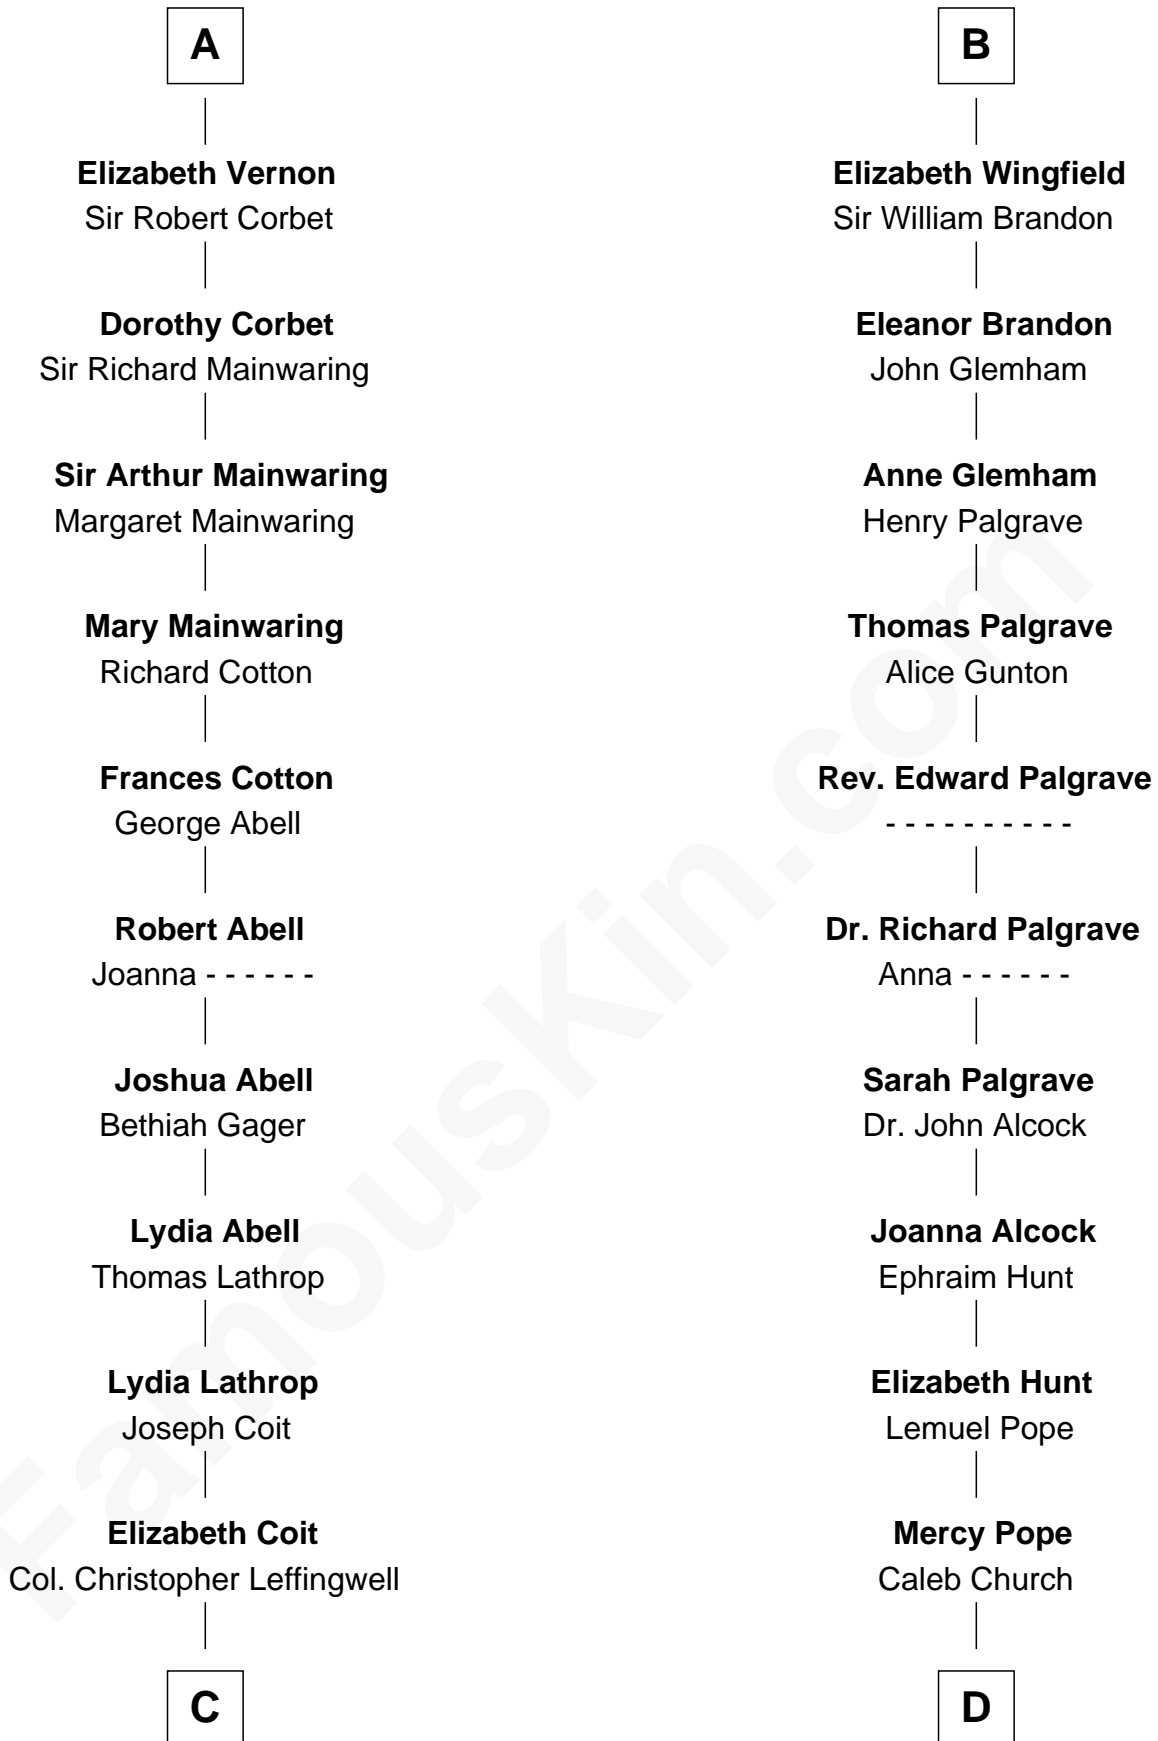 A
Elizabeth Vernon
Sir Robert Corbet
Dorothy Corbet
Sir Richard Mainwaring
Sir Arthur Mainwaring
Margaret Mainwaring
Mary Mainwaring
Richard Cotton
Frances Cotton
George Abell
Robert Abell
Joanna - - - - - -
Joshua Abell
Bethiah Gager
Lydia Abell
Thomas Lathrop
Lydia Lathrop
Joseph Coit
Elizabeth Coit
Col. Christopher Leffingwell
C
B
Elizabeth Wingfield
Sir William Brandon
Eleanor Brandon
John Glemham
Anne Glemham
Henry Palgrave
Thomas Palgrave
Alice Gunton
Rev. Edward Palgrave
- - - - - - - - - -
Dr. Richard Palgrave
Anna - - - - - -
Sarah Palgrave
Dr. John Alcock
Joanna Alcock
Ephraim Hunt
Elizabeth Hunt
Lemuel Pope
Mercy Pope
Caleb Church
D
FamousKin.com